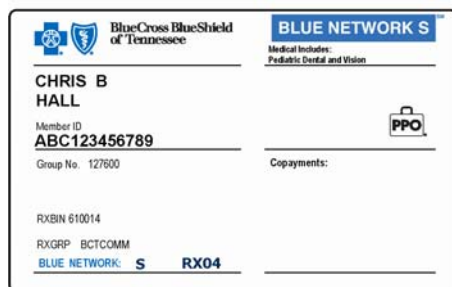 BlueCross BlueShield
of Tennessee
BLUE NETWORK S
Medical Includes:
Pediatric Dental and Vision
CHRIS B
HALL
Member ID
ABC123456789
PPO
Group No. 127600
Copayments:
RXBIN 610014
RXGRP BCTCOMM
BLUE NETWORK: S RX04